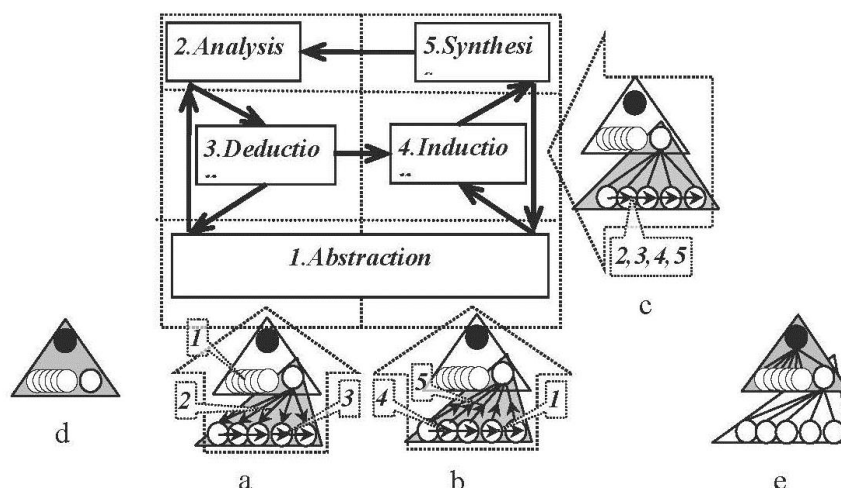 2.Analysis
5.Synthesi
3.Deductio
4.Inductio
1.Abstraction
2,3,4,5
c
1
2
3
5
4
1
d
a
b
e